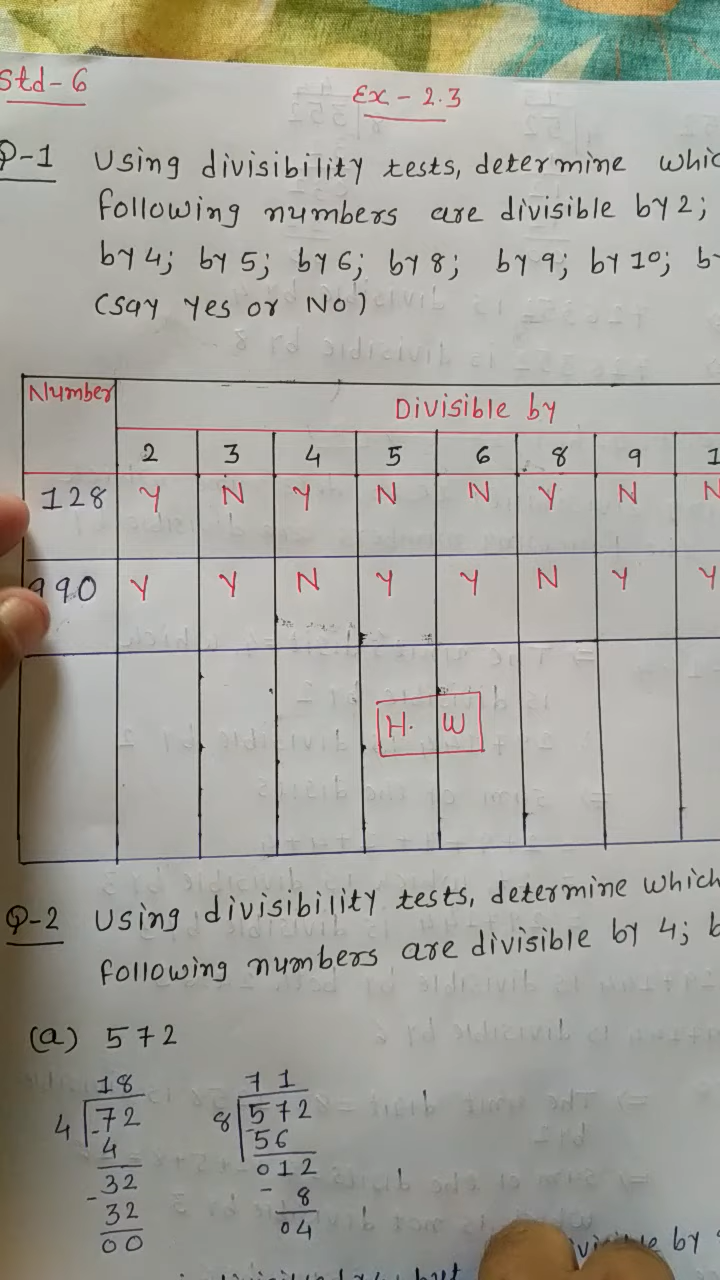 Std-6
Ex-2.3
Q-1 Using divisibility tests, determine
following numbers are divisible by 2;
by 4; by 5; by 6; by 8; by 9; by 10;
(say Yes or No)
Number Divisible by
2 3 4 5 6 8 9 1
128 Y N Y N N Y N N
990 Y Y N Y Y N Y Y
H. W
Q-2 Using divisibility tests, determine which
following numbers are divisible by 4;
(a) 572
18 71
4 72 8 572
4 56
-32 012
32 - 8
00 04
by